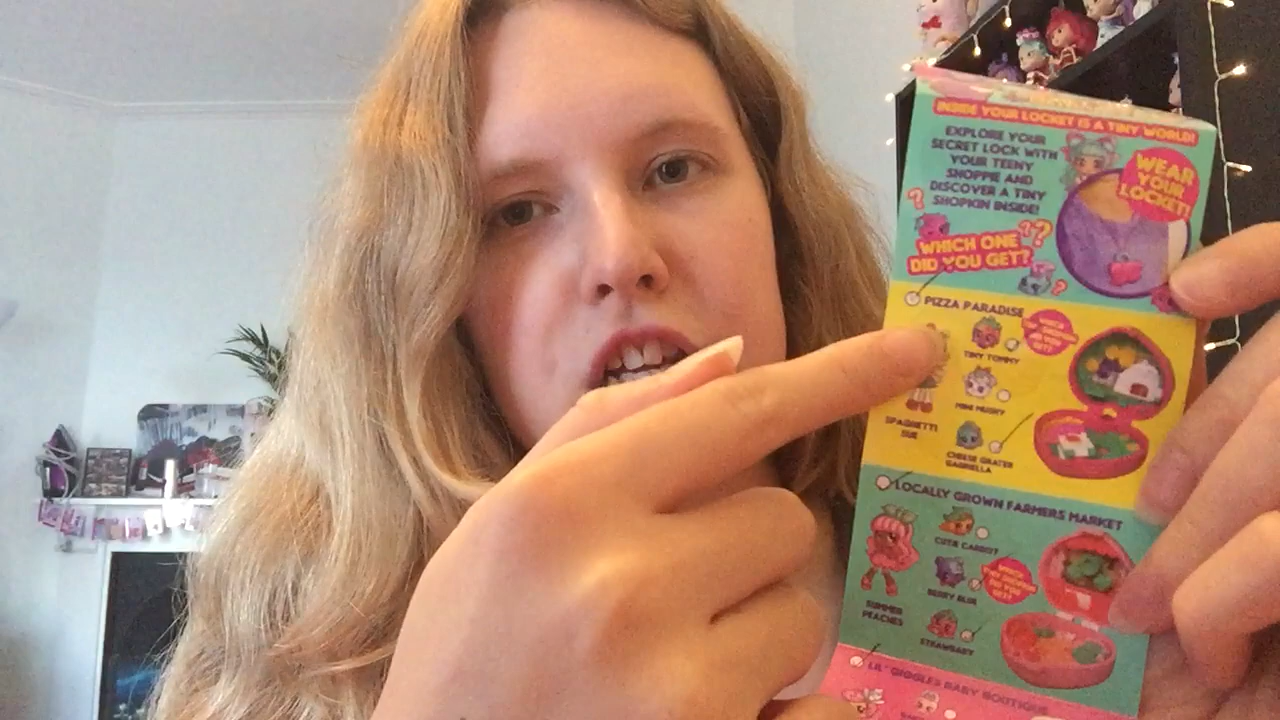 INSIDE YOUR LOCKET IS A TINY WORLD!
EXPLORE YOUR
SECRET LOCK WITH
YOUR TEENY
SHOPPIE AND
DISCOVER A TINY
SHOPKIN INSIDE!
WEAR
YOUR
LOCKET!
WHICH ONE
DID YOU GET?
PIZZA PARADISE
TINY TOMMY
MINI MUSHY
SPAGHETTI
SUE
CHEESE GRATER
GABRIELLA
LOCALLY GROWN FARMERS MARKET
CUTIE CARROT
BERRY BLUE
SUMMER
PEACHES
STRAWBABY
LIL' GIGGLES BABY BOUTIQUE